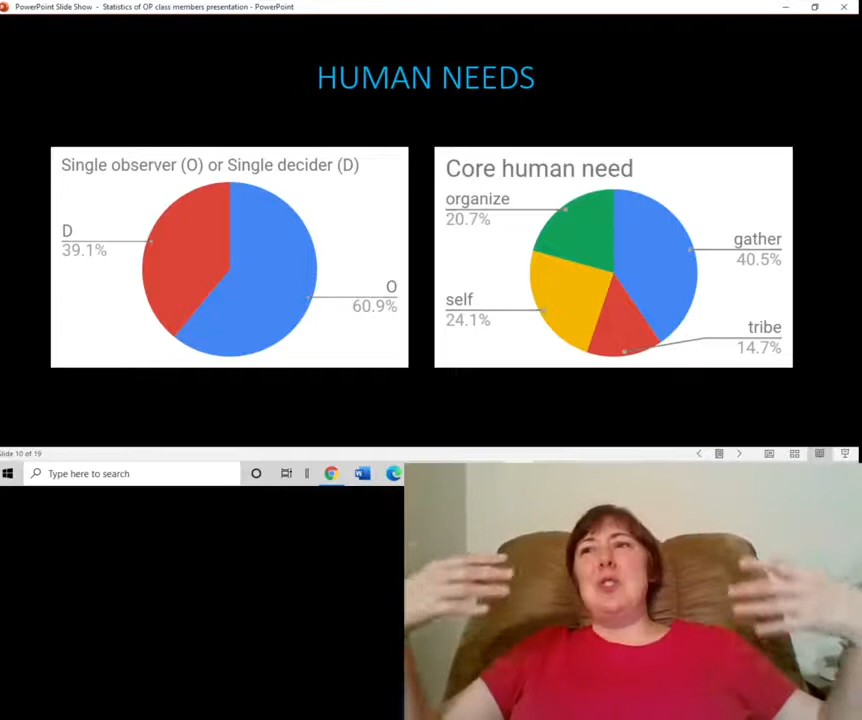 PowerPoint Slide Show - Statistics of OP class members presentation - PowerPoint
HUMAN NEEDS
Single observer (O) or Single decider (D)
D
39.1%
O
60.9%
Core human need
organize
20.7%
gather
40.5%
self
24.1%
tribe
14.7%
Slide 10 of 19
Type here to search